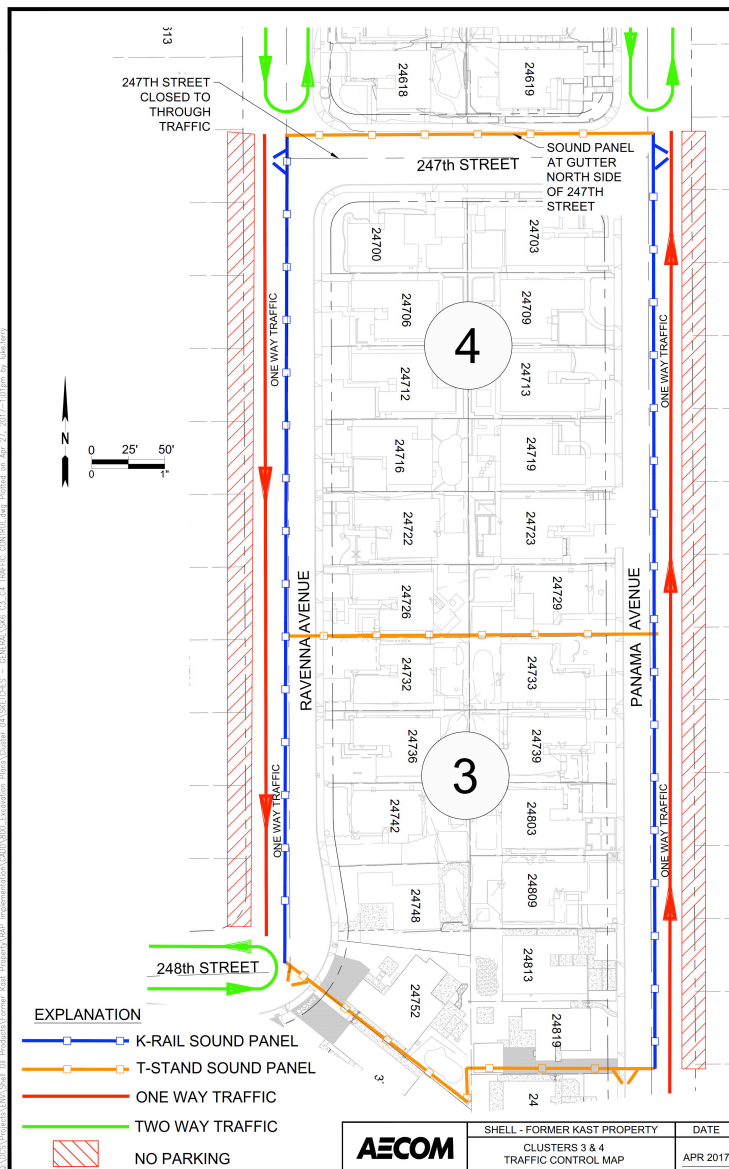 613
24618
24619
247TH STREET
CLOSED TO
THROUGH
TRAFFIC
247th STREET
SOUND PANEL
AT GUTTER
NORTH SIDE
OF 247TH
STREET
24700
24703
24706
24709
4
ONE WAY TRAFFIC
ONE WAY TRAFFIC
24712
24713
N
0 25' 50'
0 1"
24716
24719
24722
24723
24726
24729
RAVENNA AVENUE
PANAMA AVENUE
24732
24733
24736
24739
3
ONE WAY TRAFFIC
ONE WAY TRAFFIC
24742
24803
24748
24809
248th STREET
24813
24752
24819
3'
24
EXPLANATION
K-RAIL SOUND PANEL
T-STAND SOUND PANEL
ONE WAY TRAFFIC
TWO WAY TRAFFIC
NO PARKING
AECOM
SHELL - FORMER KAST PROPERTY
DATE
CLUSTERS 3 & 4
TRAFFIC CONTROL MAP
APR 2017